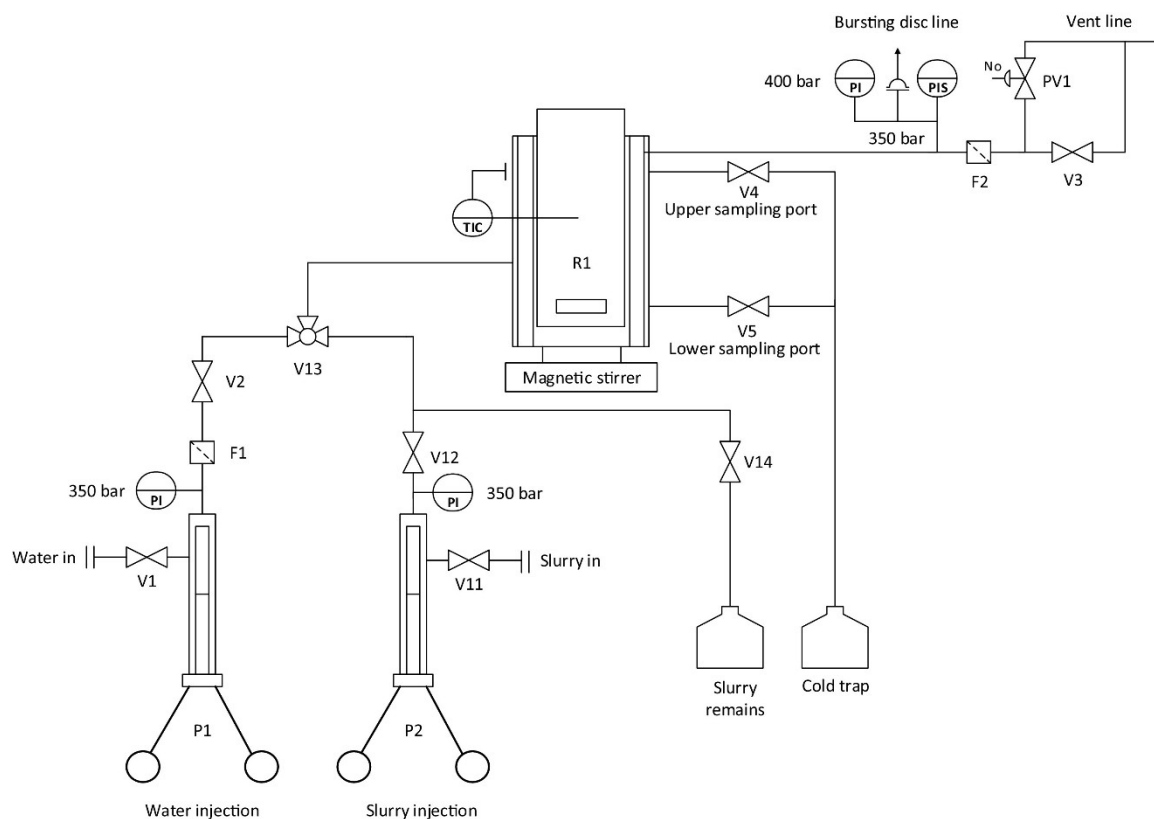 Bursting disc line
Vent line
No
400 bar
PI
PIS
PV1
350 bar
F2
V3
V4
Upper sampling port
TIC
R1
V5
Lower sampling port
V13
Magnetic stirrer
V2
F1
V12
V14
350 bar
PI
PI
350 bar
Water in
V1
V11
Slurry in
Slurry
remains
Cold trap
P1
P2
Water injection
Slurry injection